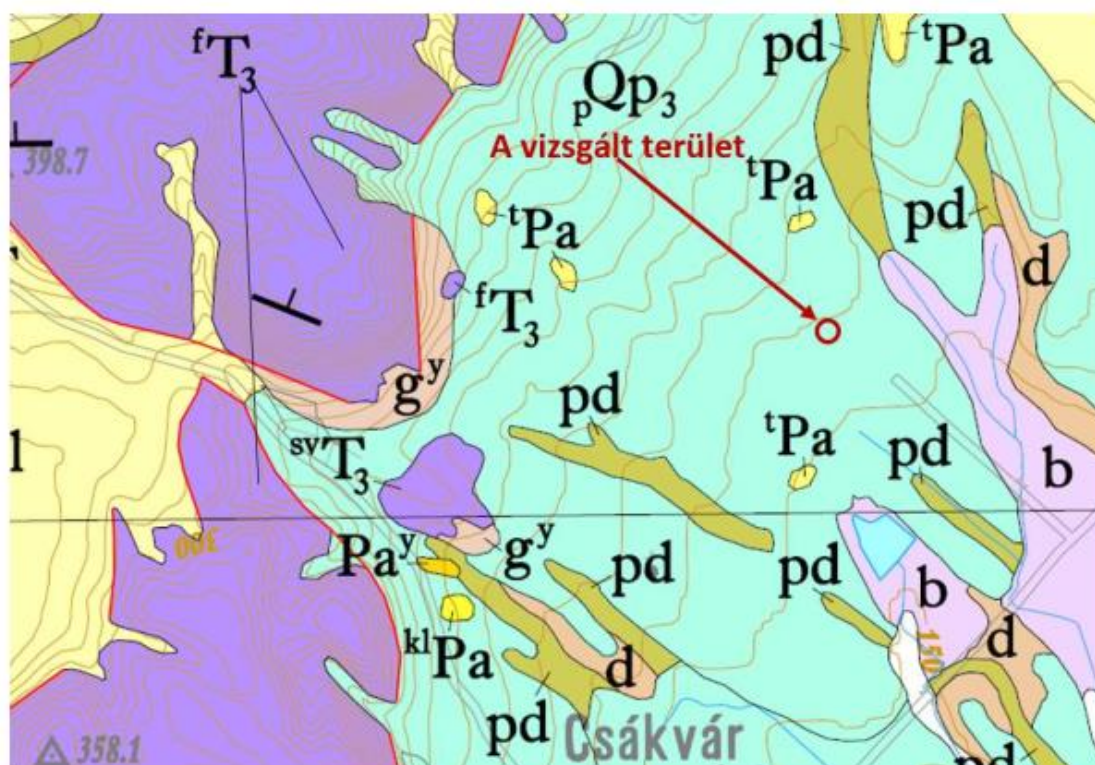 fT3
pd
tPa
pQp3
A vizsgált terület
398.7
tPa
pd
tPa
d
fT3
gy
pd
svT3
tPa
pd
b
l
300
Pay
gy
pd
pd
b
klPa
d
150
d
pd
Csákvár
358.1
pd